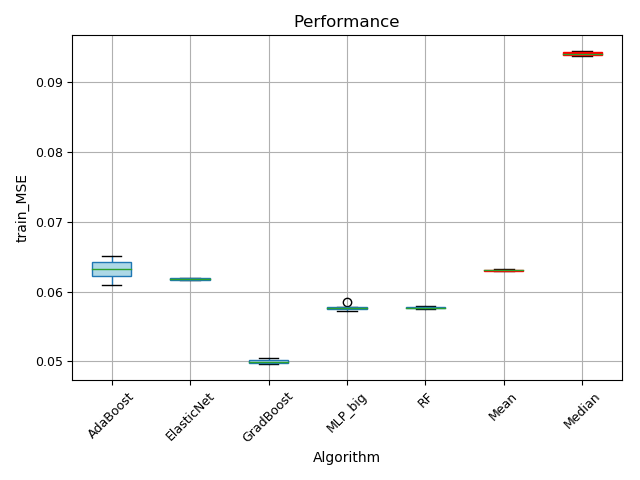 Performance
train_MSE
0.09
0.08
0.07
0.06
0.05
AdaBoost
ElasticNet
GradBoost
MLP_big
RF
Mean
Median
Algorithm